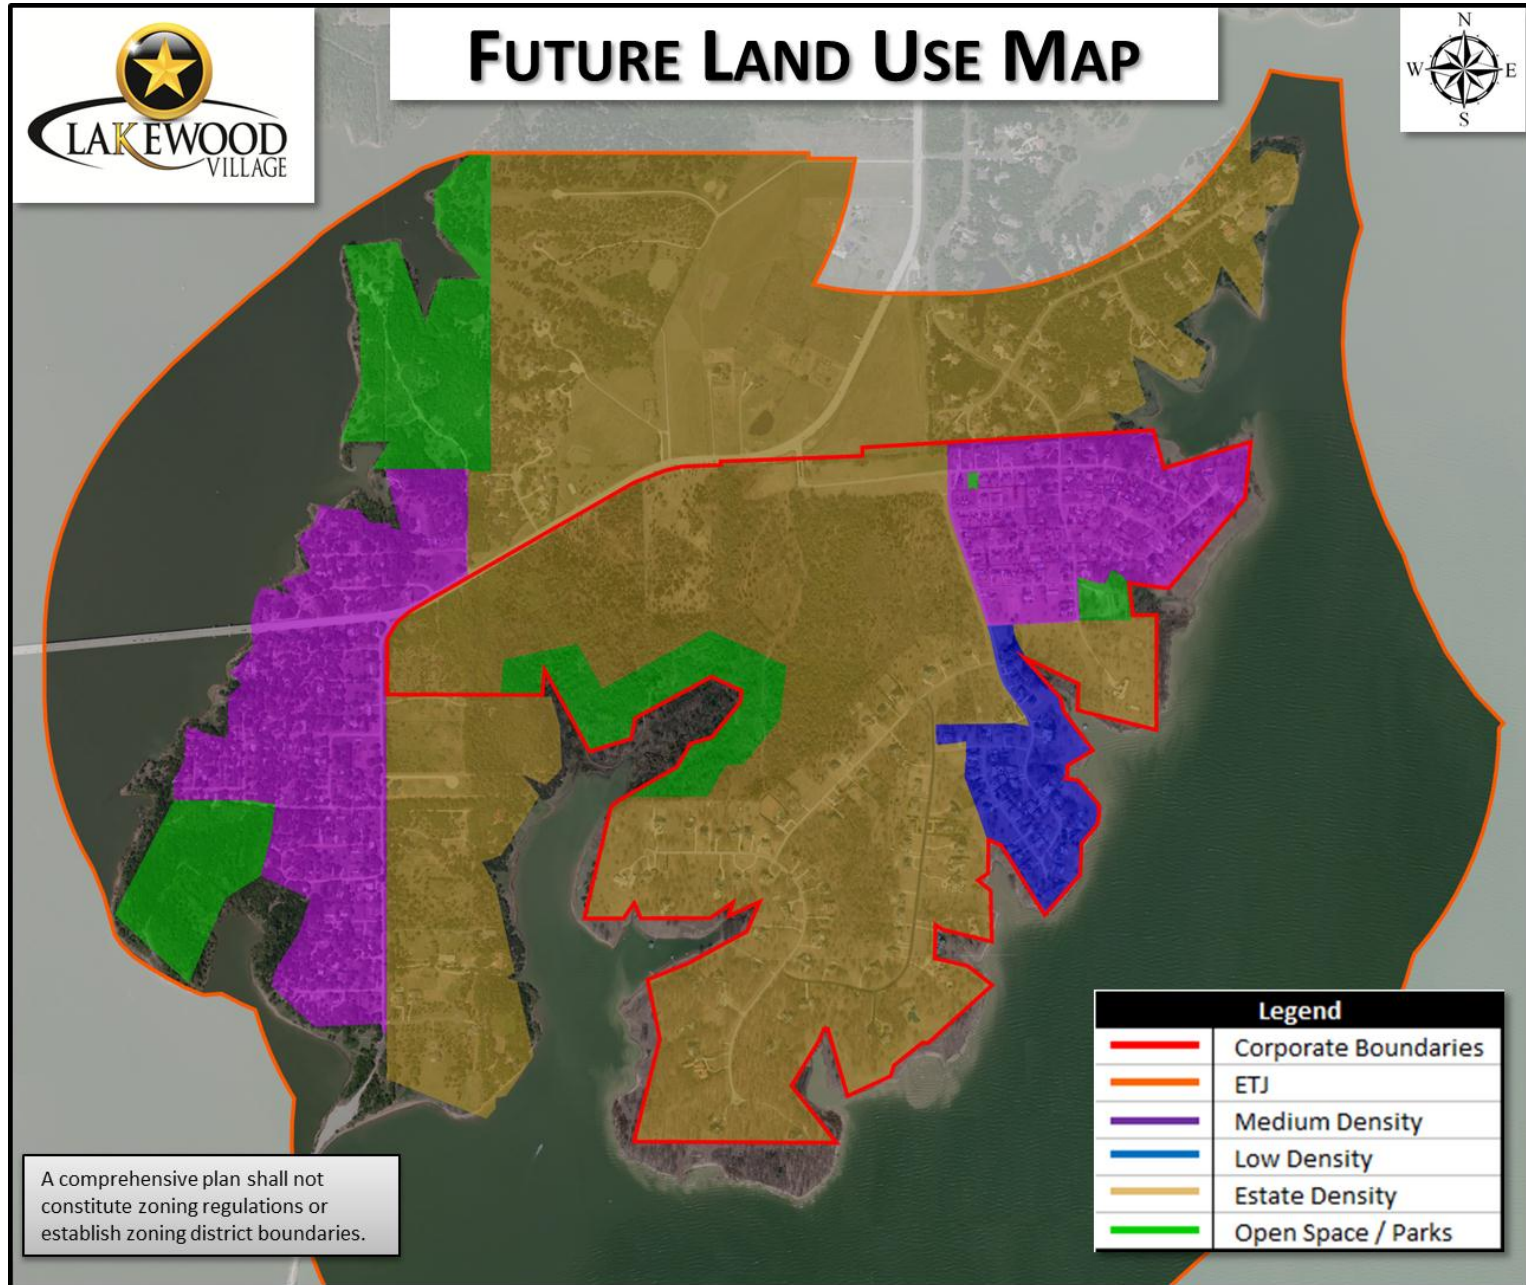 LAKEWOOD
VILLAGE
FUTURE LAND USE MAP
N
W E
S
Legend
Corporate Boundaries
ETJ
Medium Density
Low Density
Estate Density
Open Space / Parks
A comprehensive plan shall not
constitute zoning regulations or
establish zoning district boundaries.